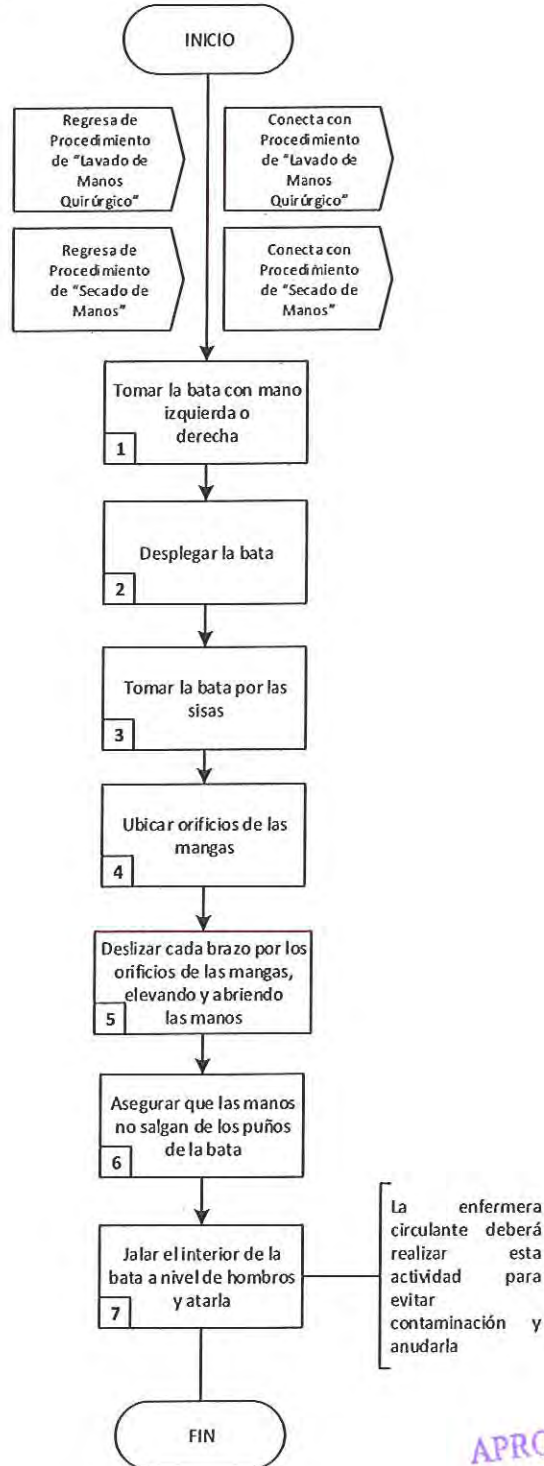 INICIO
Regresa de
Procedimiento
de "Lavado de
Manos
Quirúrgico"
Conecta con
Procedimiento
de "Lavado de
Manos
Quirúrgico"
Regresa de
Procedimiento
de "Secado de
Manos"
Conecta con
Procedimiento
de "Secado de
Manos"
Tomar la bata con mano
izquierda o
derecha
1
Desplegar la bata
2
Tomar la bata por las
sisas
3
Ubicar orificios de las
mangas
4
Deslizar cada brazo por los
orificios de las mangas,
elevando y abriendo
las manos
5
Asegurar que las manos
no salgan de los puños
de la bata
6
Jalar el interior de la
bata a nivel de hombros
y atarla
7
La enfermera
circulante deberá
realizar esta
actividad para
evitar
contaminación y
anudarla
FIN